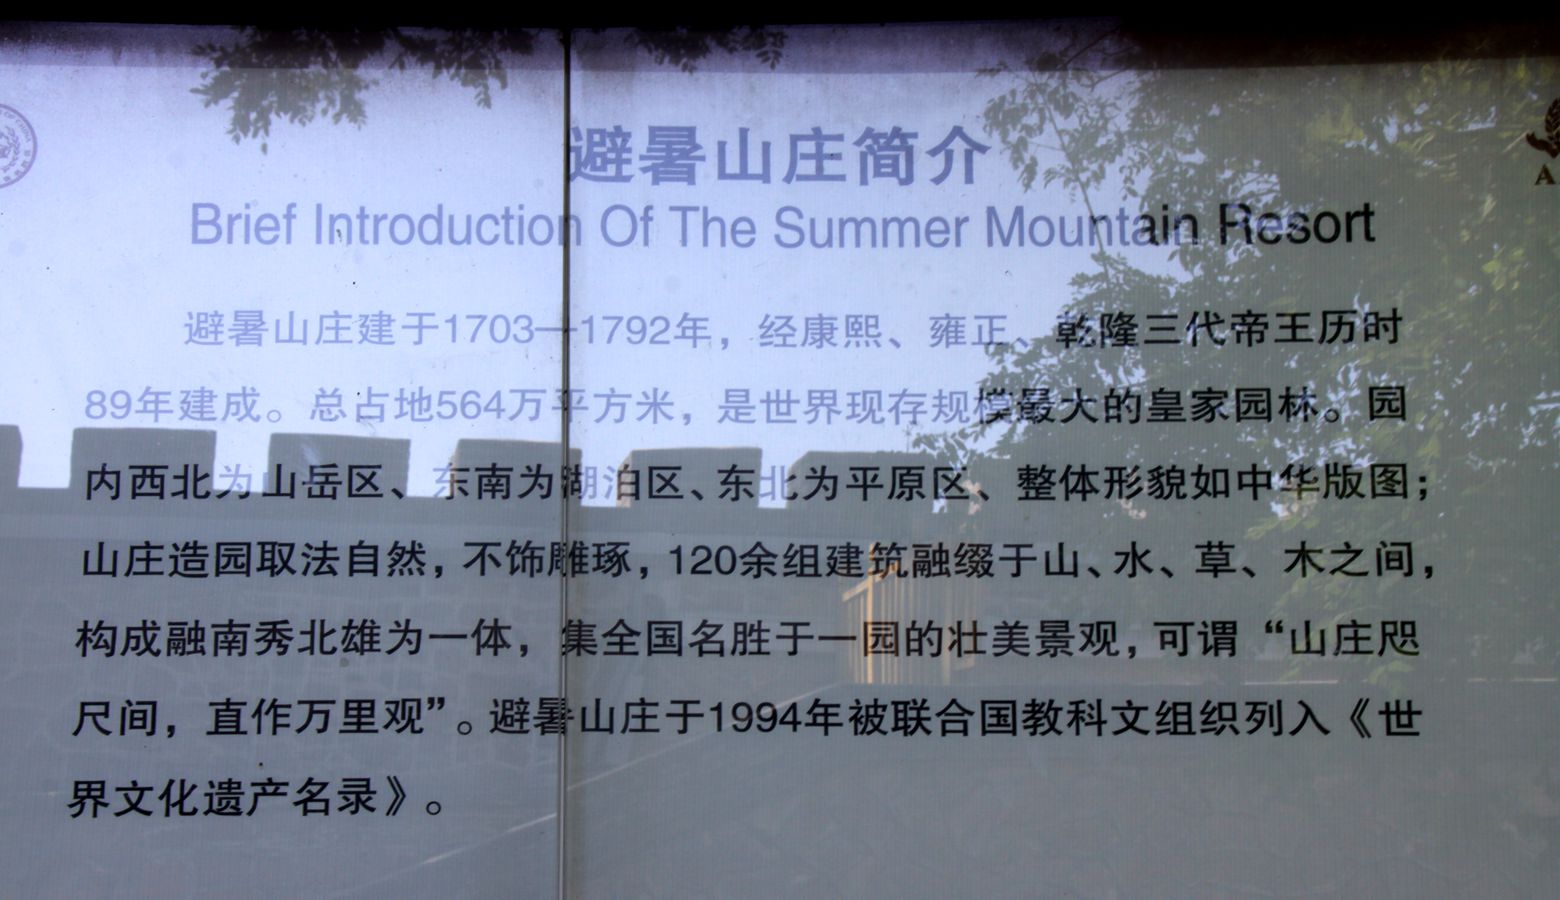 避暑山庄简介
Brief Introduction Of The Summer Mountain Resort
避暑山庄建于1703—1792年，经康熙、雍正、乾隆三代帝王历时
89年建成。总占地564万平方米，是世界现存规模最大的皇家园林。园
内西北为山岳区、东南为湖泊区、东北为平原区、整体形貌如中华版图；
山庄造园取法自然，不饰雕琢，120余组建筑融缀于山、水、草、木之间，
构成融南秀北雄为一体，集全国名胜于一园的壮美景观，可谓“山庄咫
尺间，直作万里观”。避暑山庄于1994年被联合国教科文组织列入《世
界文化遗产名录》。